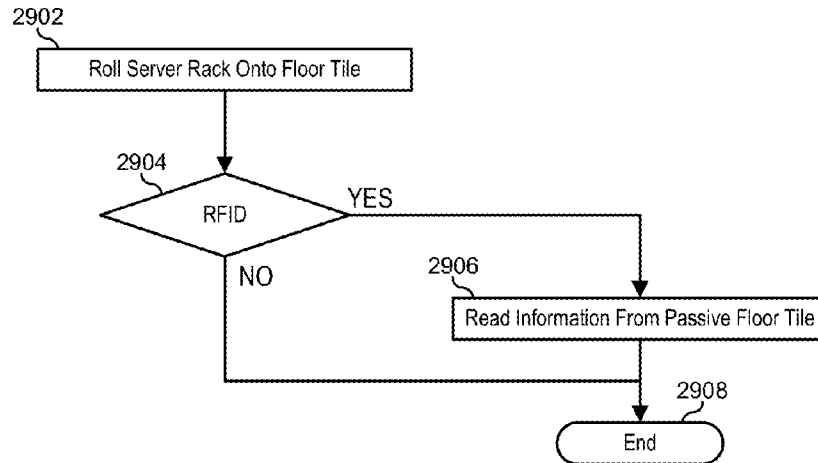 2902
Roll Server Rack Onto Floor Tile
2904
RFID
YES
NO
2906
Read Information From Passive Floor Tile
2908
End